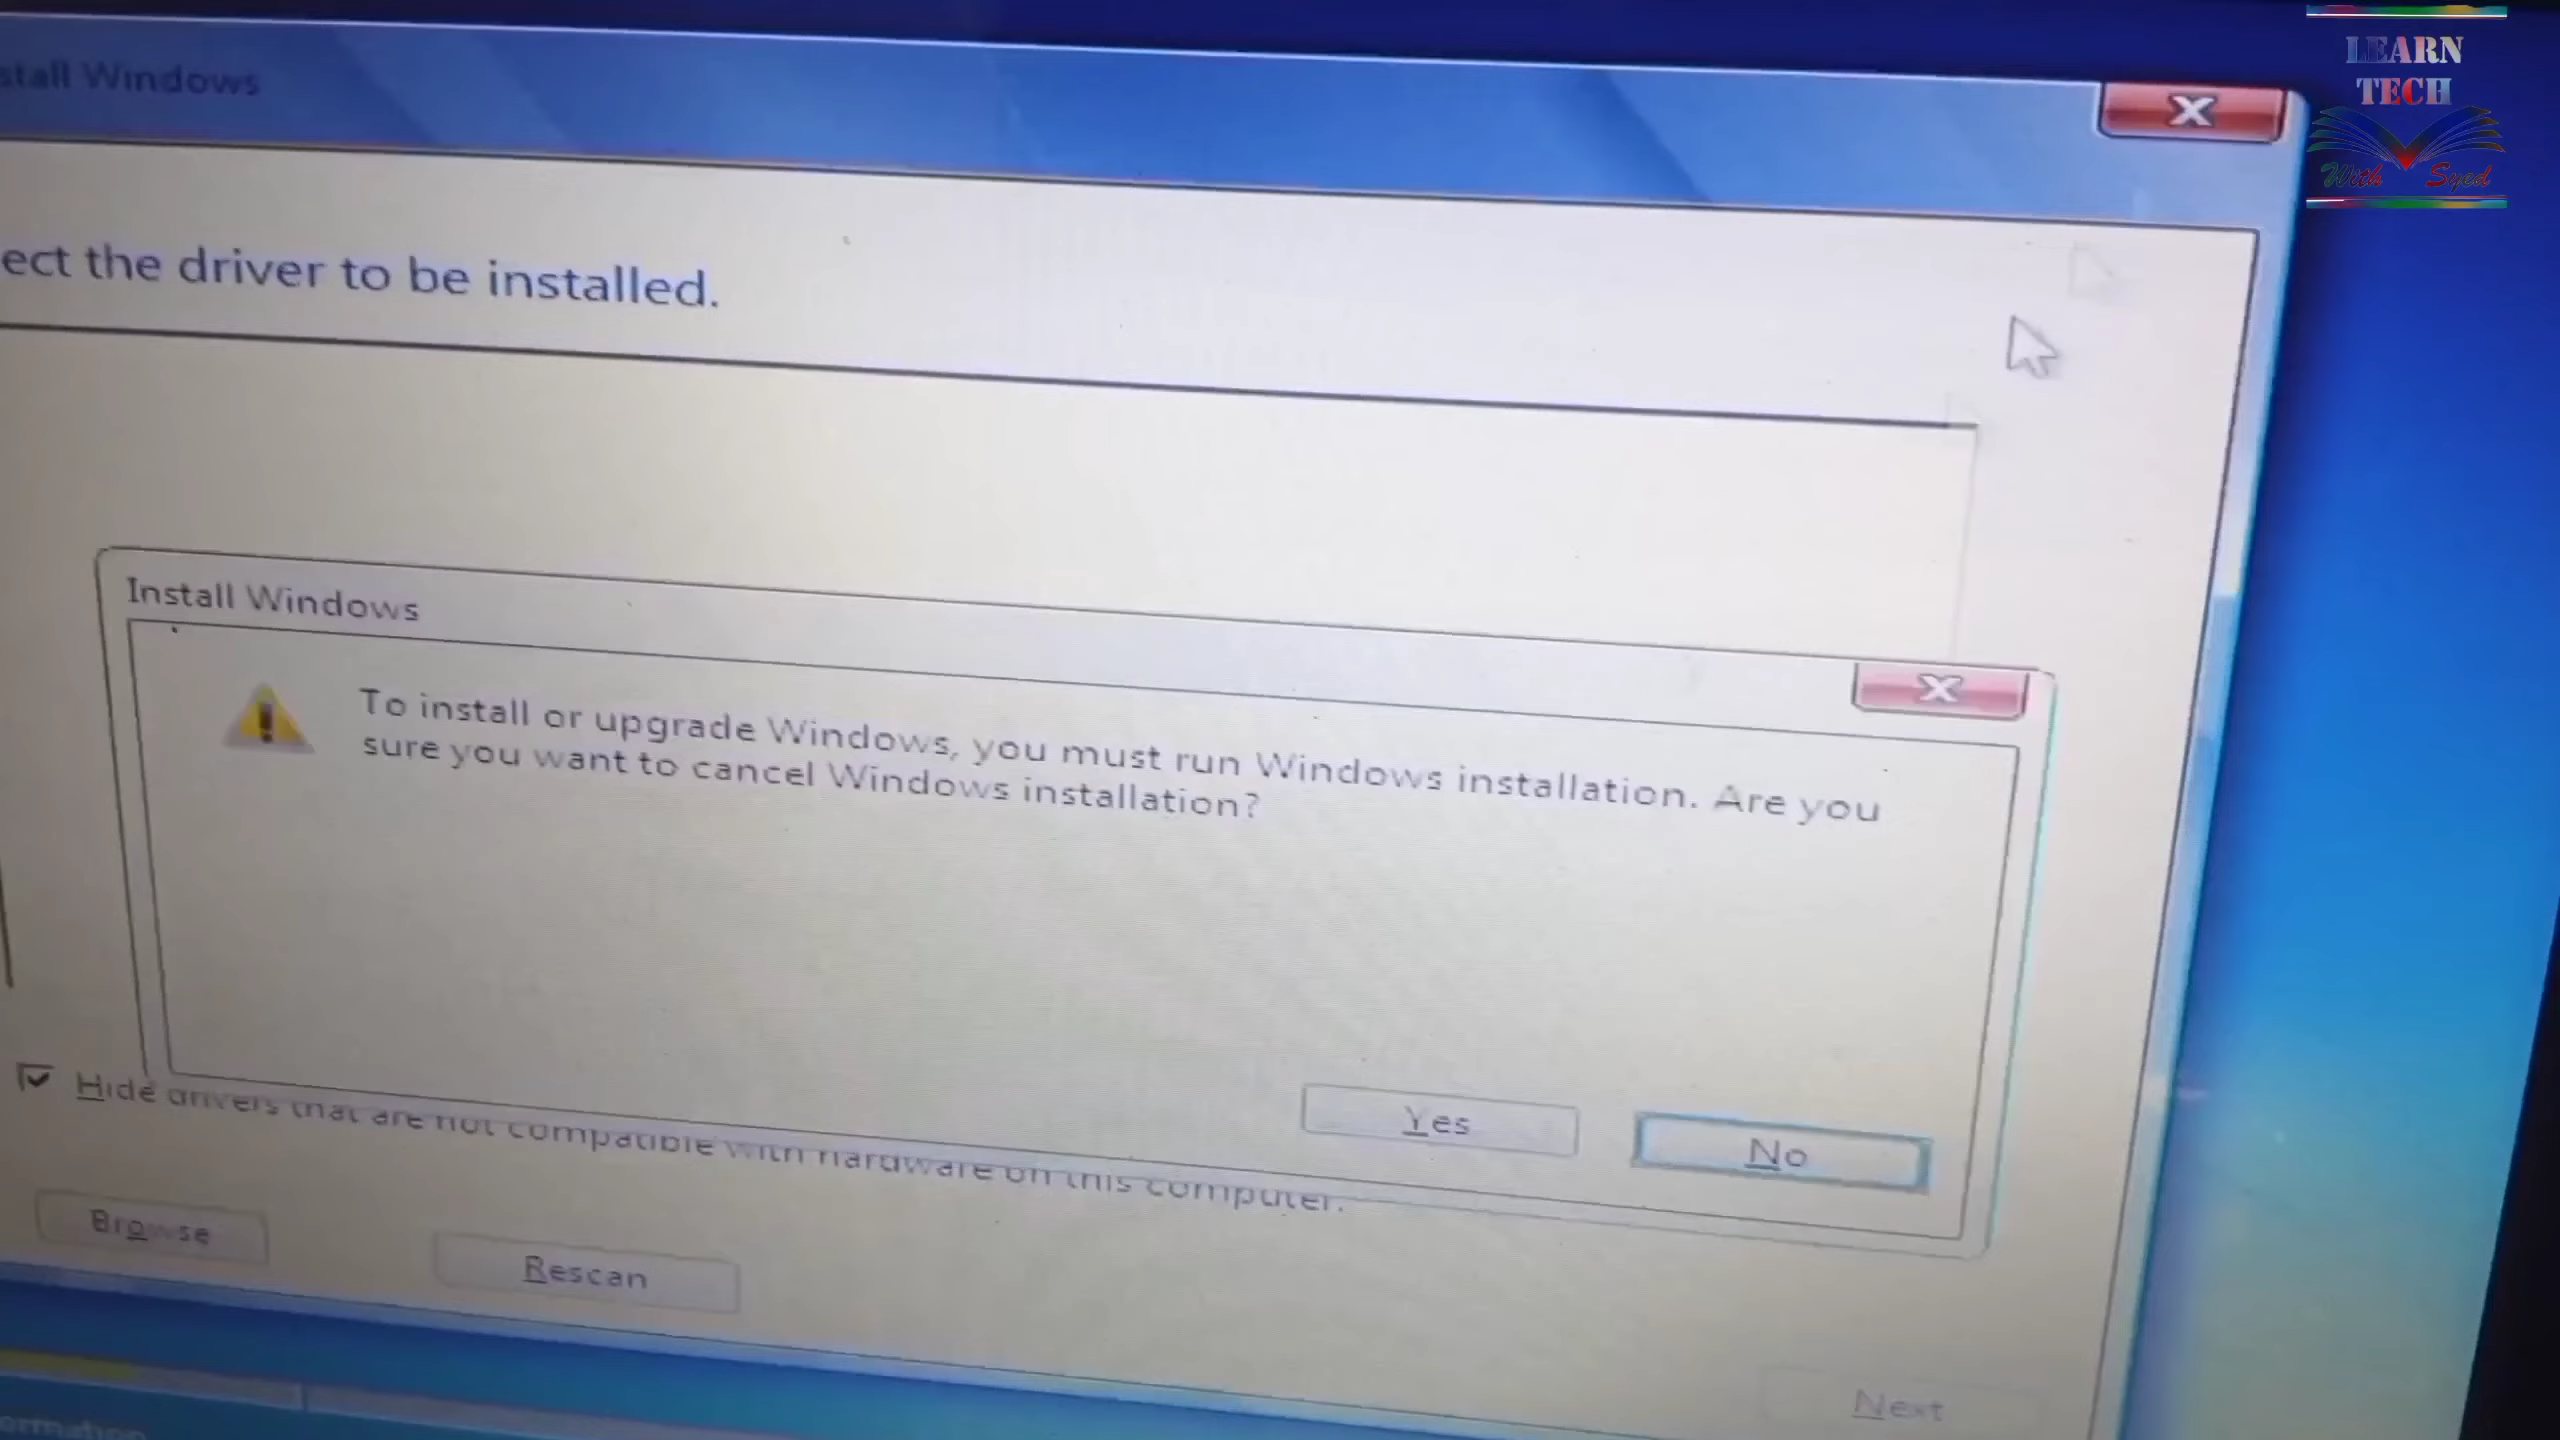 LEARN
TECH
With Syed
stall Windows
ect the driver to be installed.
Install Windows
To install or upgrade Windows, you must run Windows installation. Are you
sure you want to cancel Windows installation?
Yes
No
Hide drivers that are not compatible with hardware on this computer.
Browse
Rescan
Next
ormation